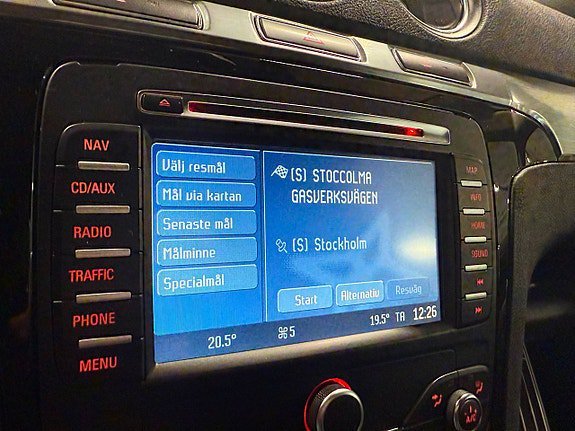 NAV
CD/AUX
RADIO
TRAFFIC
PHONE
MENU
Välj resmål
Mål via kartan
Senaste mål
Målminne
Specialmål
(S) STOCCOLMA
GASVERKSVÄGEN
(S) Stockholm
Start
Alternativ
Resväg
20.5°
⌘5
19.5°
TA
12:26
MAP
INFO
HOME
SOUND
A/C